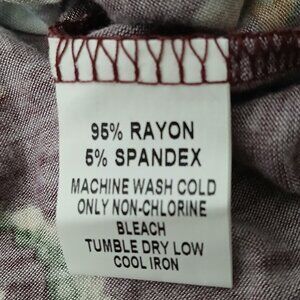 95% RAYON
5% SPANDEX
MACHINE WASH COLD
ONLY NON-CHLORINE
BLEACH
TUMBLE DRY LOW
COOL IRON